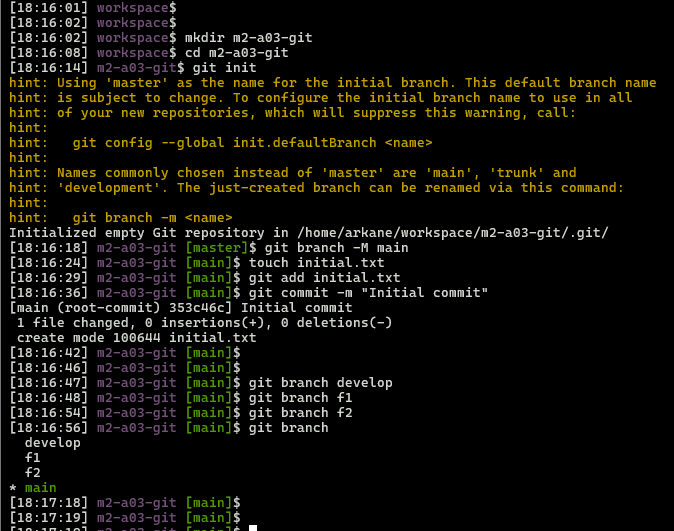 [18:16:01] workspace$
[18:16:02] workspace$
[18:16:02] workspace$ mkdir m2-a03-git
[18:16:08] workspace$ cd m2-a03-git
[18:16:14] m2-a03-git$ git init
hint: Using 'master' as the name for the initial branch. This default branch name
hint: is subject to change. To configure the initial branch name to use in all
hint: of your new repositories, which will suppress this warning, call:
hint:
hint:   git config --global init.defaultBranch <name>
hint:
hint: Names commonly chosen instead of 'master' are 'main', 'trunk' and
hint: 'development'. The just-created branch can be renamed via this command:
hint:
hint:   git branch -m <name>
Initialized empty Git repository in /home/arkane/workspace/m2-a03-git/.git/
[18:16:18] m2-a03-git [master]$ git branch -M main
[18:16:24] m2-a03-git [main]$ touch initial.txt
[18:16:29] m2-a03-git [main]$ git add initial.txt
[18:16:36] m2-a03-git [main]$ git commit -m "Initial commit"
[main (root-commit) 353c46c] Initial commit
 1 file changed, 0 insertions(+), 0 deletions(-)
 create mode 100644 initial.txt
[18:16:42] m2-a03-git [main]$
[18:16:46] m2-a03-git [main]$
[18:16:47] m2-a03-git [main]$ git branch develop
[18:16:48] m2-a03-git [main]$ git branch f1
[18:16:54] m2-a03-git [main]$ git branch f2
[18:16:56] m2-a03-git [main]$ git branch
  develop
  f1
  f2
* main
[18:17:18] m2-a03-git [main]$
[18:17:19] m2-a03-git [main]$
[18:17:19] m2-a03-git [main]$